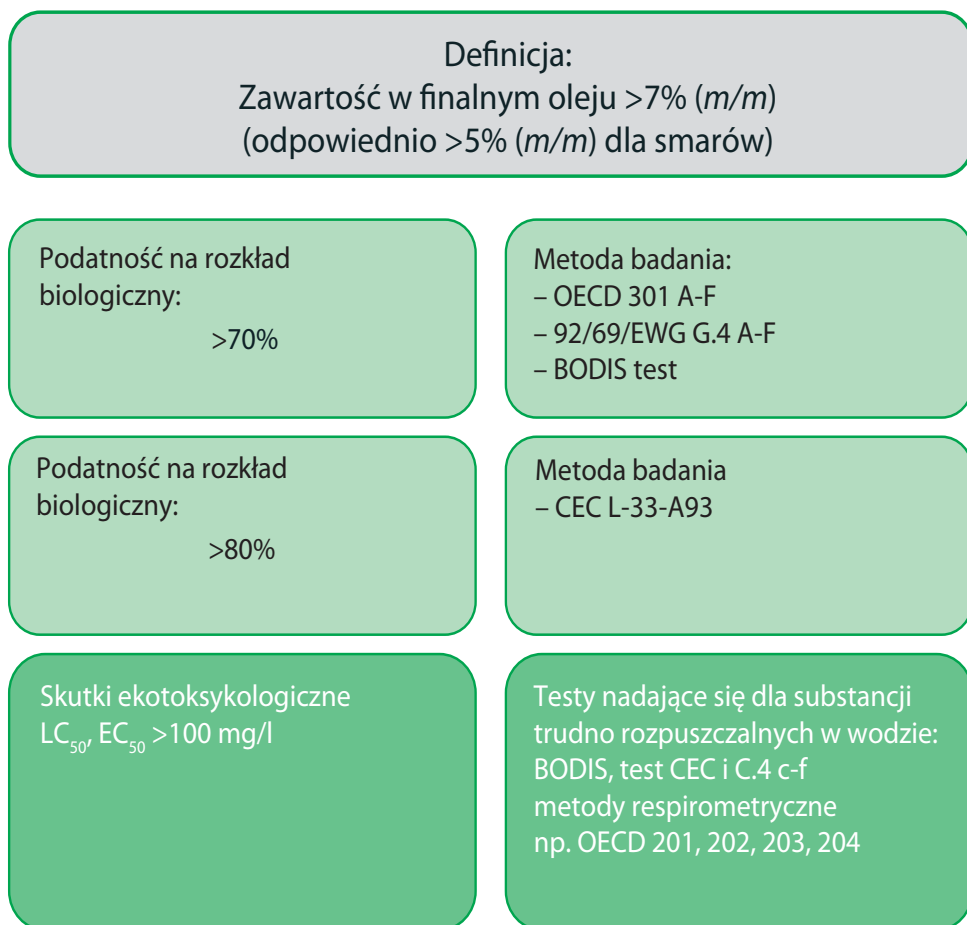 Definicja:
Zawartość w finalnym oleju >7% (m/m)
(odpowiednio >5% (m/m) dla smarów)
Podatność na rozkład
biologiczny:
>70%
Metoda badania:
– OECD 301 A-F
– 92/69/EWG G.4 A-F
– BODIS test
Podatność na rozkład
biologiczny:
>80%
Metoda badania
– CEC L-33-A93
Skutki ekotoksykologiczne
LC₅₀, EC₅₀ >100 mg/l
Testy nadające się dla substancji
trudno rozpuszczalnych w wodzie:
BODIS, test CEC i C.4 c-f
metody respirometryczne
np. OECD 201, 202, 203, 204